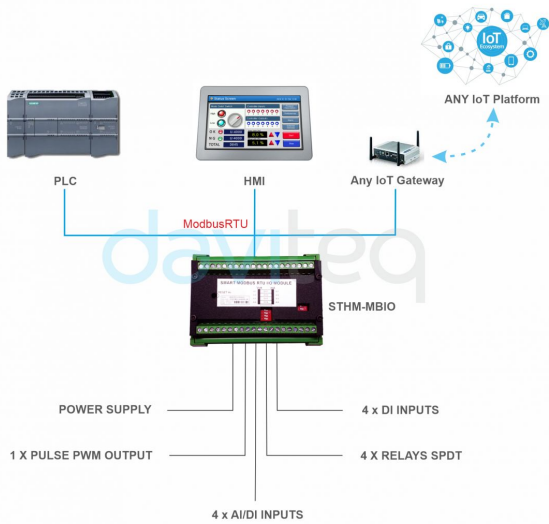 IoT
Ecosystem
ANY IoT Platform
PLC
HMI
Any IoT Gateway
ModbusRTU
daviteq
SMART MODBUS RTU I/O MODULE
STHM-MBIO
POWER SUPPLY
4 x DI INPUTS
1 X PULSE PWM OUTPUT
4 X RELAYS SPDT
4 x AI/DI INPUTS